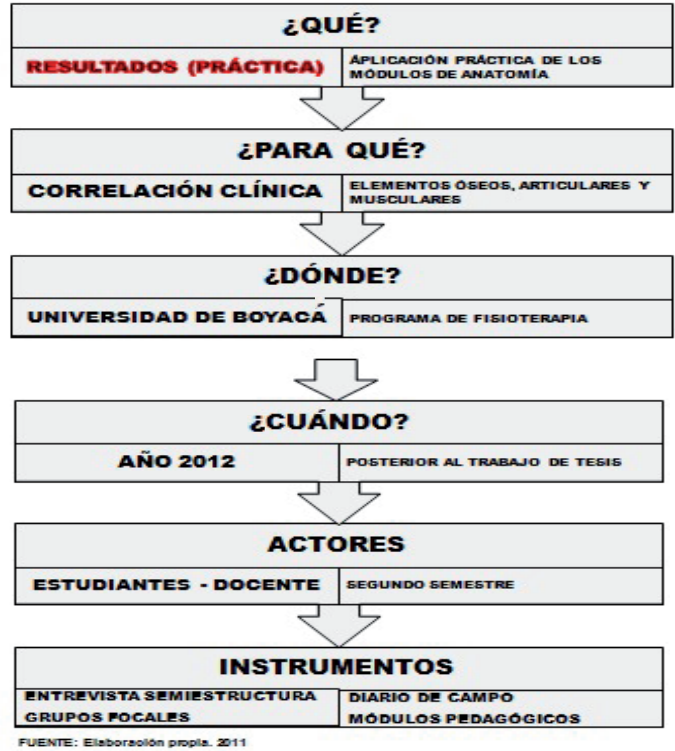 ¿QUÉ?
RESULTADOS (PRÁCTICA)
APLICACIÓN PRÁCTICA DE LOS
MÓDULOS DE ANATOMÍA
¿PARA QUÉ?
CORRELACIÓN CLÍNICA
ELEMENTOS ÓSEOS, ARTICULARES Y
MUSCULARES
¿DÓNDE?
UNIVERSIDAD DE BOYACÁ
PROGRAMA DE FISIOTERAPIA
¿CUÁNDO?
AÑO 2012
POSTERIOR AL TRABAJO DE TESIS
ACTORES
ESTUDIANTES - DOCENTE
SEGUNDO SEMESTRE
INSTRUMENTOS
ENTREVISTA SEMIESTRUCTURA
GRUPOS FOCALES
DIARIO DE CAMPO
MÓDULOS PEDAGÓGICOS
FUENTE: Elaboración propia. 2011